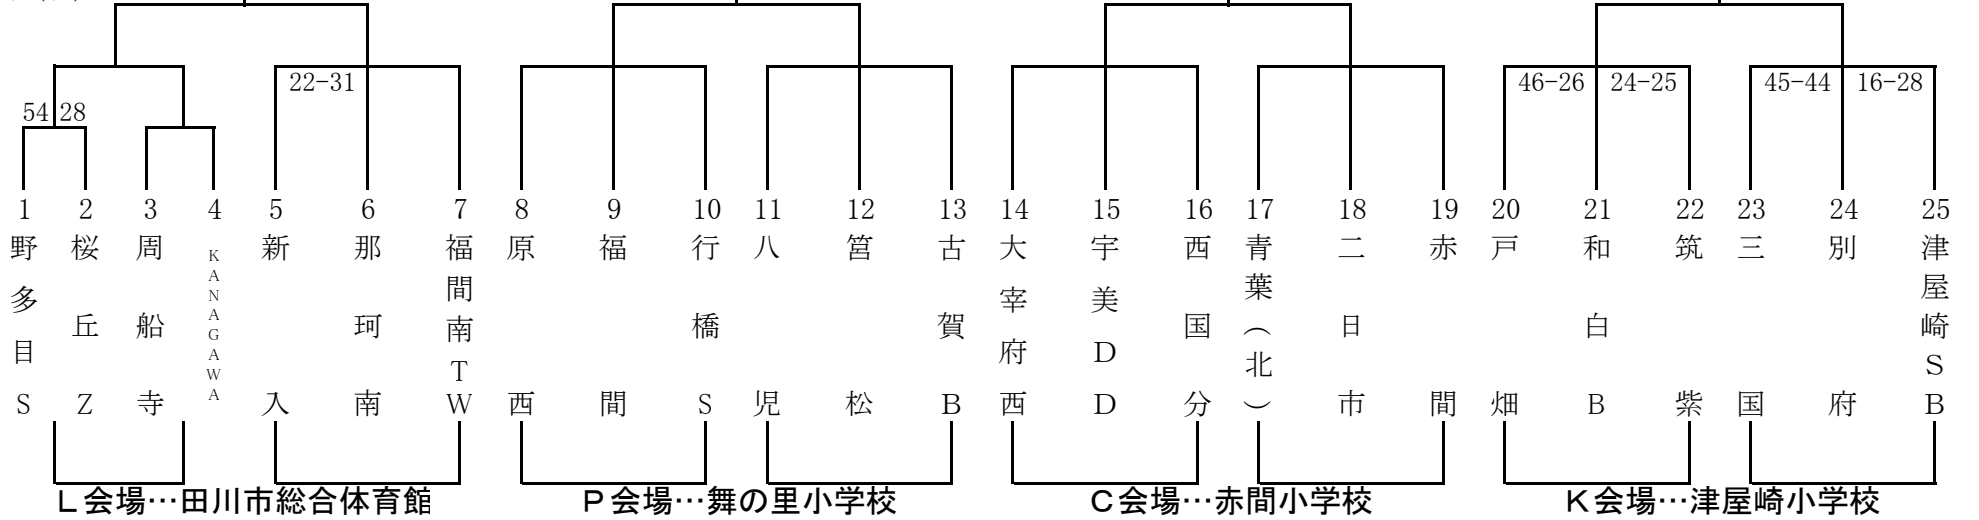 22-31
46-26 24-25 45-44 16-28
54 28
1 2 3 4 5 6 7 8 9 10 11 12 13 14 15 16 17 18 19 20 21 22 23 24 25
野多目S
桜丘Z
周船寺
KANAGAWA
新入
那珂南
福間南TW
原西
福間
行橋S
八児
筥松
古賀B
大宰府西
宇美DD
西国分
青葉(北)
二日市
赤間
戸畑
和白B
筑紫
三国
別府
津屋崎SB
L会場…田川市総合体育館
P会場…舞の里小学校
C会場…赤間小学校
K会場…津屋崎小学校